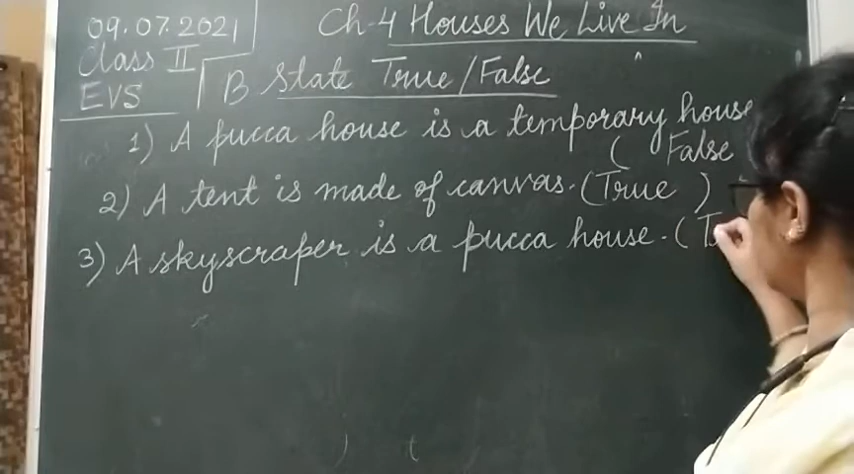 09.07.2021
Ch-4 Houses We Live In
Class II
EVS
B State True/False
1) A pucca house is a temporary house
( False
2) A tent is made of canvas. (True )
3) A skyscraper is a pucca house. (